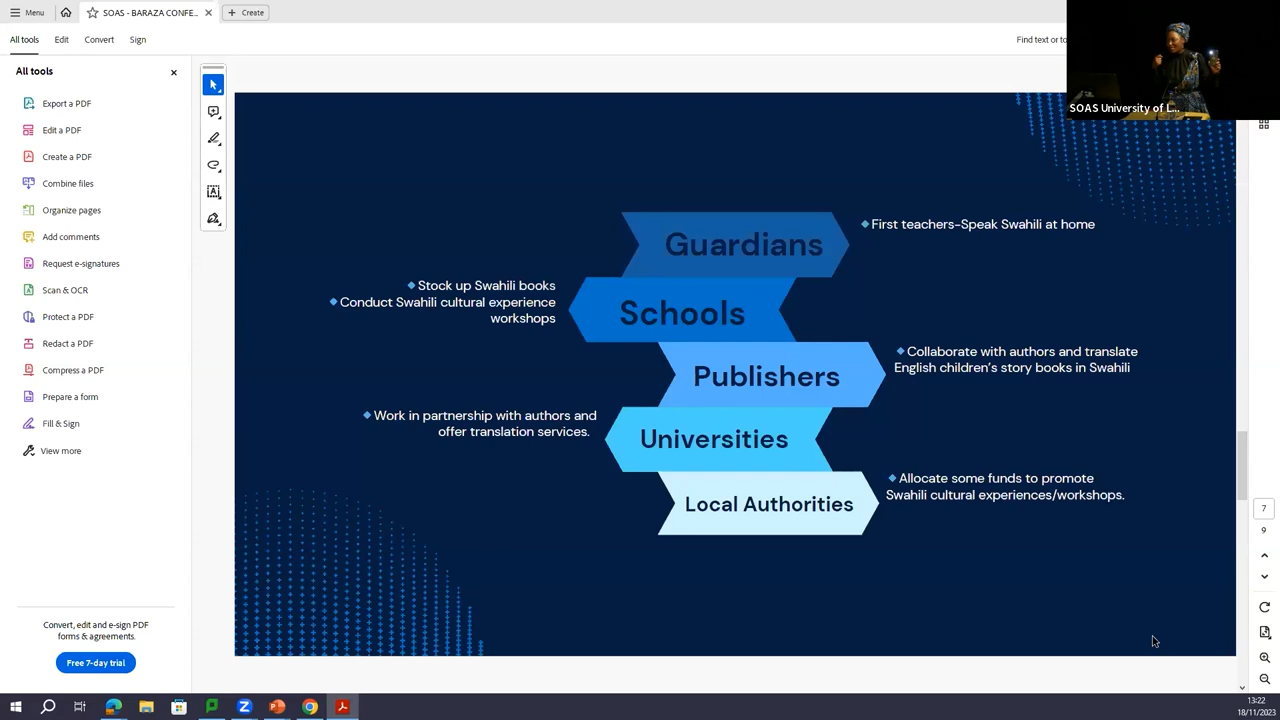 Menu
SOAS - BARAZA CONFE...
Create
All tools
Edit
Convert
Sign
Find text or to
SOAS University of L...
All tools
Export a PDF
Edit a PDF
Create a PDF
Combine files
Organize pages
Add comments
Request e-signatures
Scan & OCR
Protect a PDF
Redact a PDF
Compress a PDF
Prepare a form
Fill & Sign
View more
Convert, edit and e-sign PDF
forms & agreements.
Free 7-day trial
Guardians
First teachers-Speak Swahili at home
Stock up Swahili books
Conduct Swahili cultural experience
workshops
Schools
Publishers
Collaborate with authors and translate
English children's story books in Swahili
Work in partnership with authors and
offer translation services.
Universities
Local Authorities
Allocate some funds to promote
Swahili cultural experiences/workshops.
7
9
13:22
18/11/2023